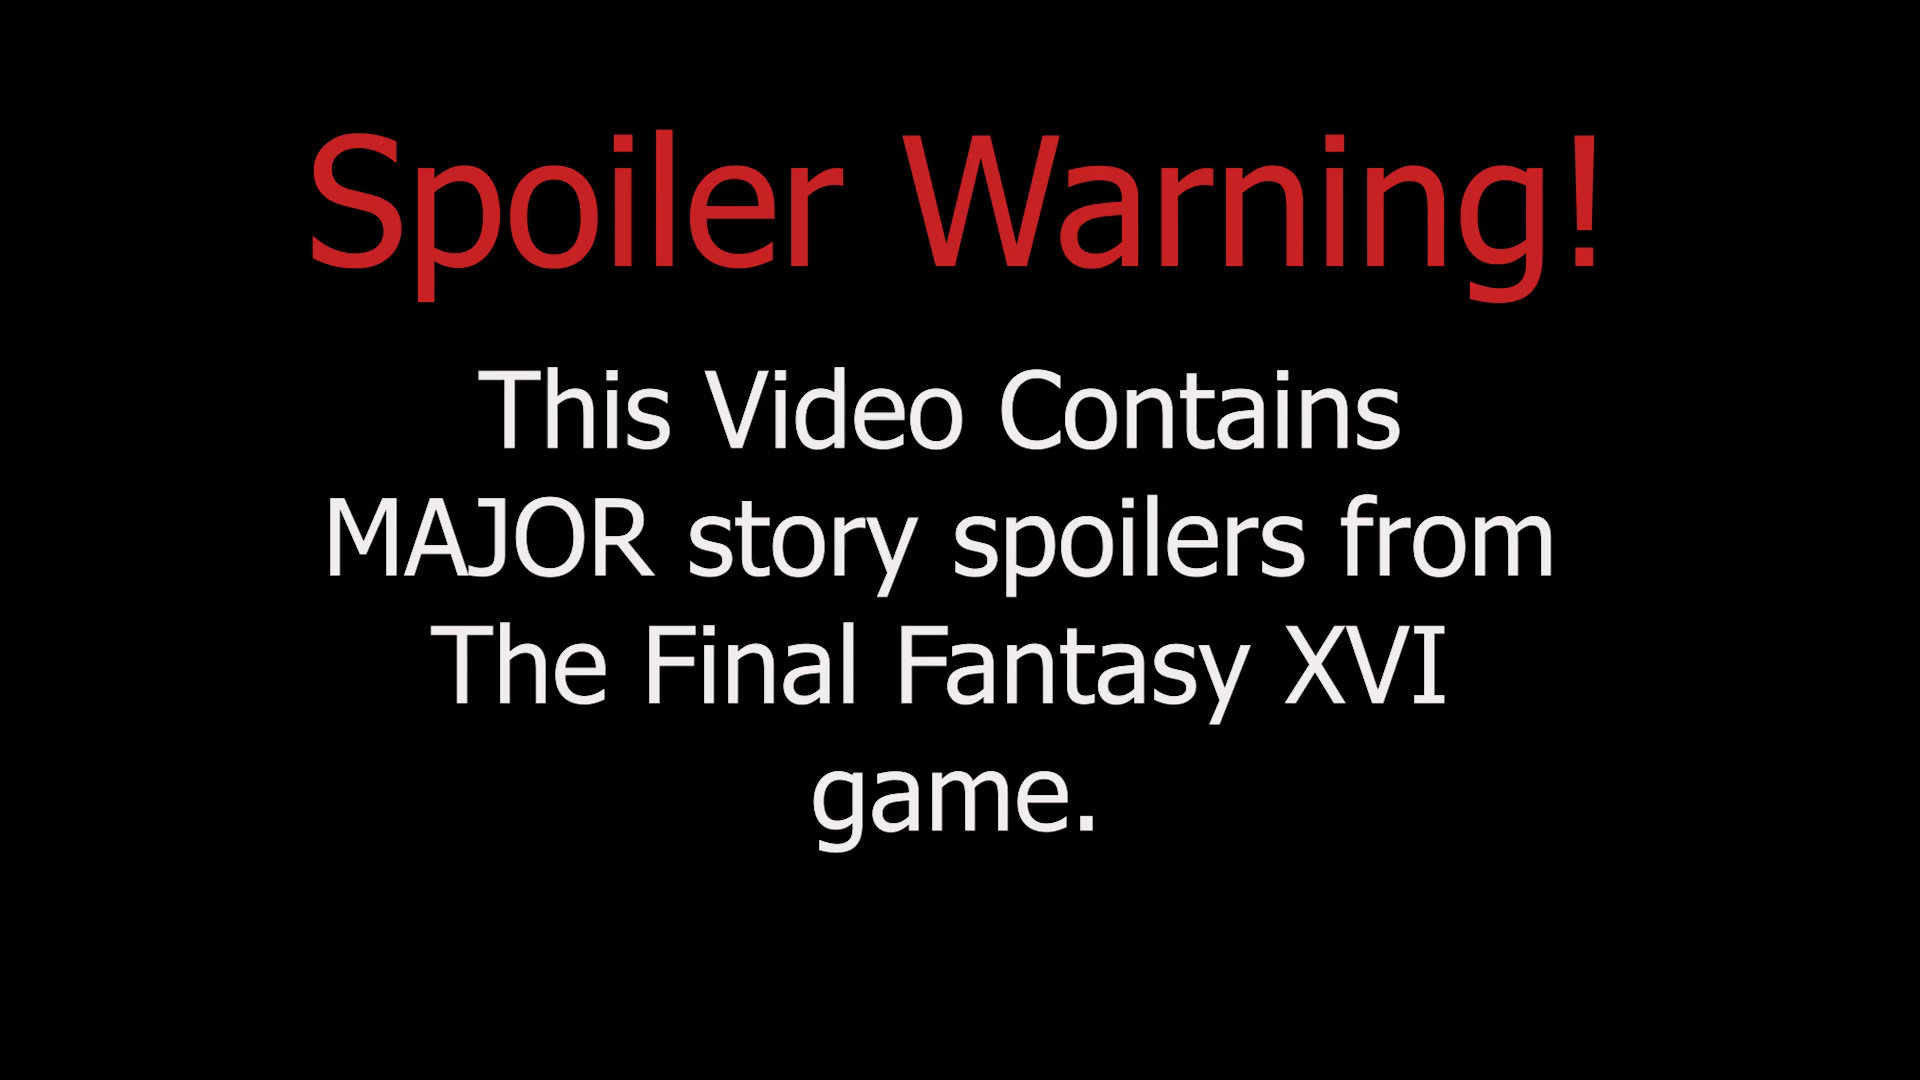 Spoiler Warning!
This Video Contains
MAJOR story spoilers from
The Final Fantasy XVI
game.